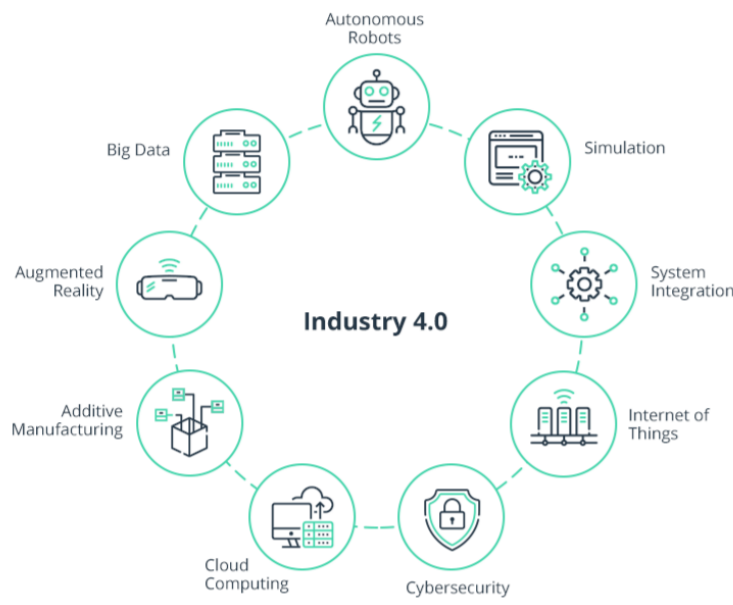 Autonomous
Robots
Big Data
Simulation
Augmented
Reality
System
Integration
Industry 4.0
Additive
Manufacturing
Internet of
Things
Cloud
Computing
Cybersecurity